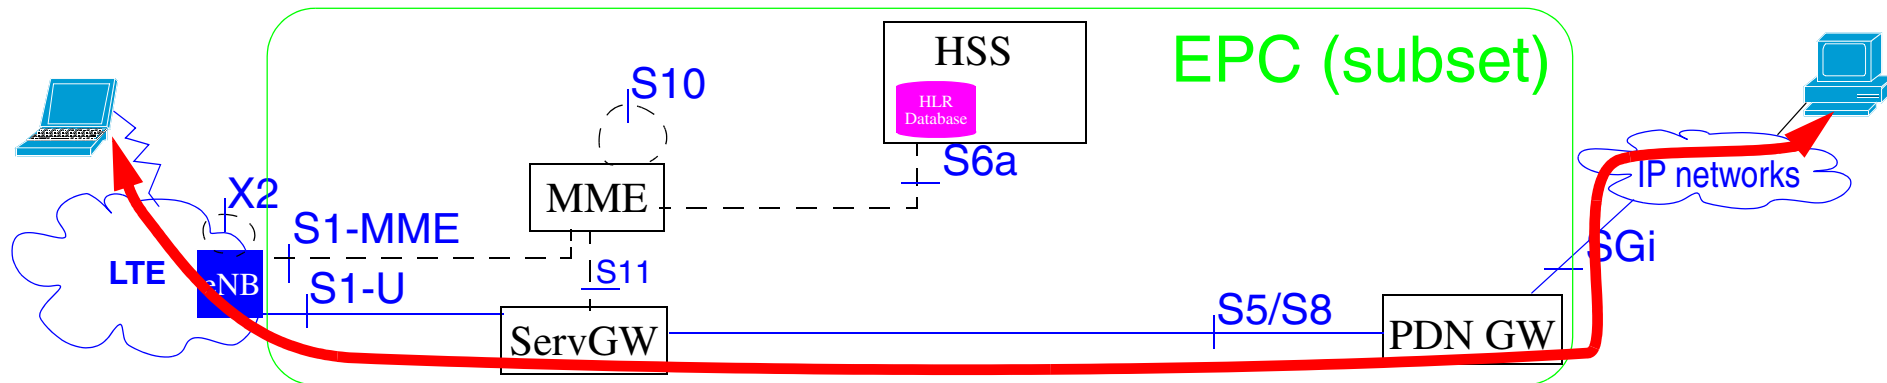 HSS
EPC (subset)
S10
HLR
Database
S6a
MME
IP networks
X2
S1-MME
LTE
eNB
S11
SGi
S1-U
S5/S8
ServGW
PDN GW